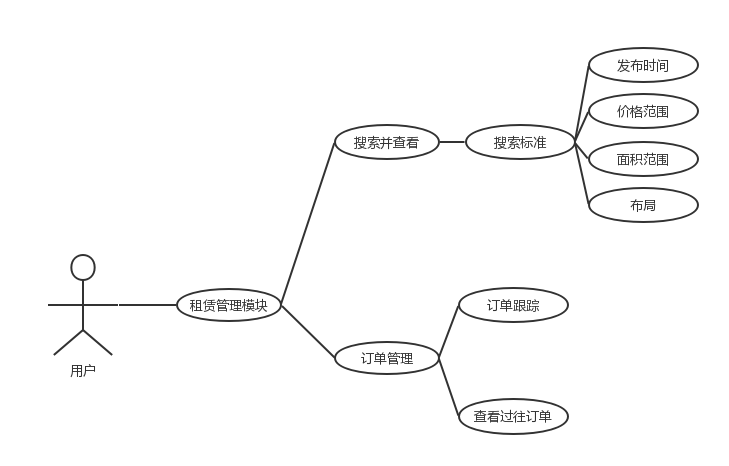 发布时间
价格范围
搜索并查看
搜索标准
面积范围
布局
租赁管理模块
订单跟踪
订单管理
用户
查看过往订单